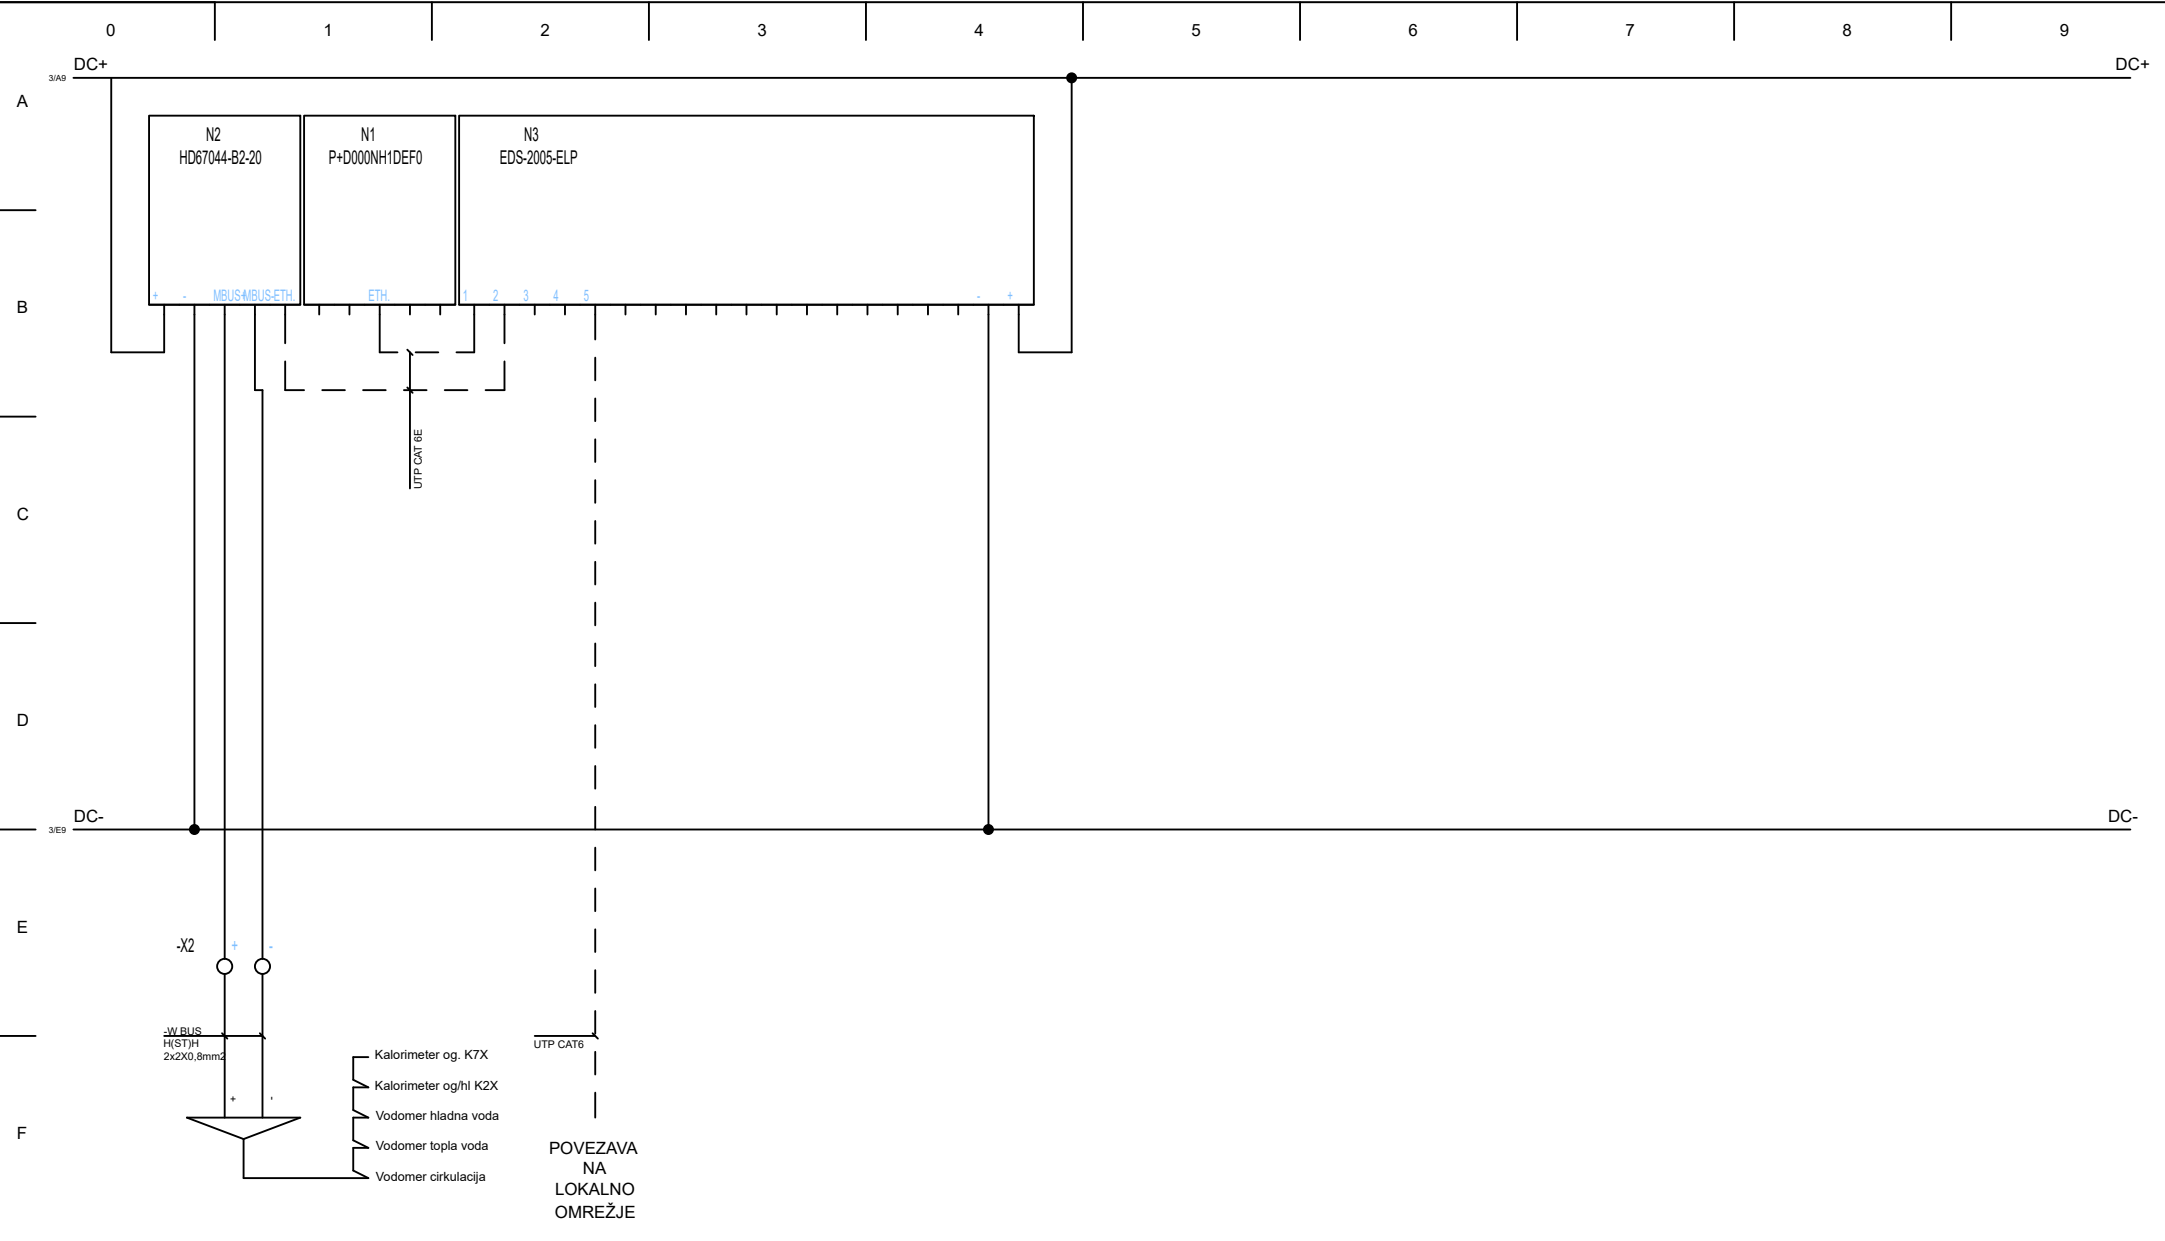 0 1 2 3 4 5 6 7 8 9
DC+ DC+
3/A9
A
N2 N1 N3
HD67044-B2-20 P+D000NH1DEF0 EDS-2005-ELP
+ - MBUS+ MBUS- ETH. ETH. 1 2 3 4 5 - +
B
UTP CAT 6E
C
D
DC- DC-
3/E9
E
-X2 + -
-W BUS
H(ST)H
2x2X0,8mm2
UTP CAT6
Kalorimeter og. K7X
Kalorimeter og/hl K2X
+ -
Vodomer hladna voda
F
Vodomer topla voda
Vodomer cirkulacija
POVEZAVA
NA
LOKALNO
OMREŽJE